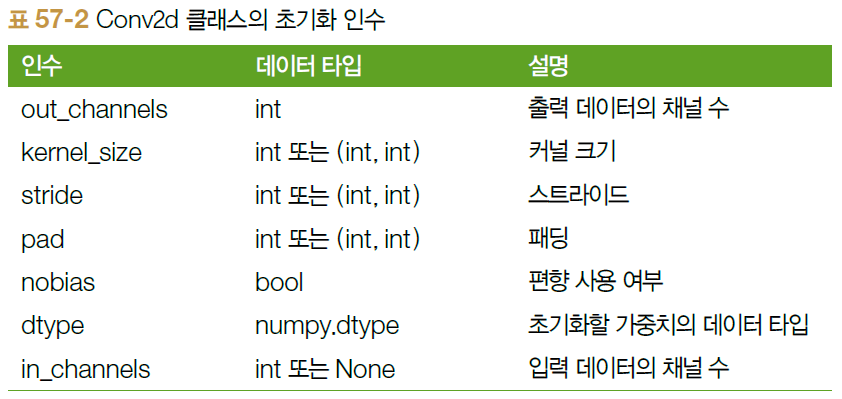 표 57-2 Conv2d 클래스의 초기화 인수
인수 데이터 타입 설명
out_channels int 출력 데이터의 채널 수
kernel_size int 또는 (int, int) 커널 크기
stride int 또는 (int, int) 스트라이드
pad int 또는 (int, int) 패딩
nobias bool 편향 사용 여부
dtype numpy.dtype 초기화할 가중치의 데이터 타입
in_channels int 또는 None 입력 데이터의 채널 수